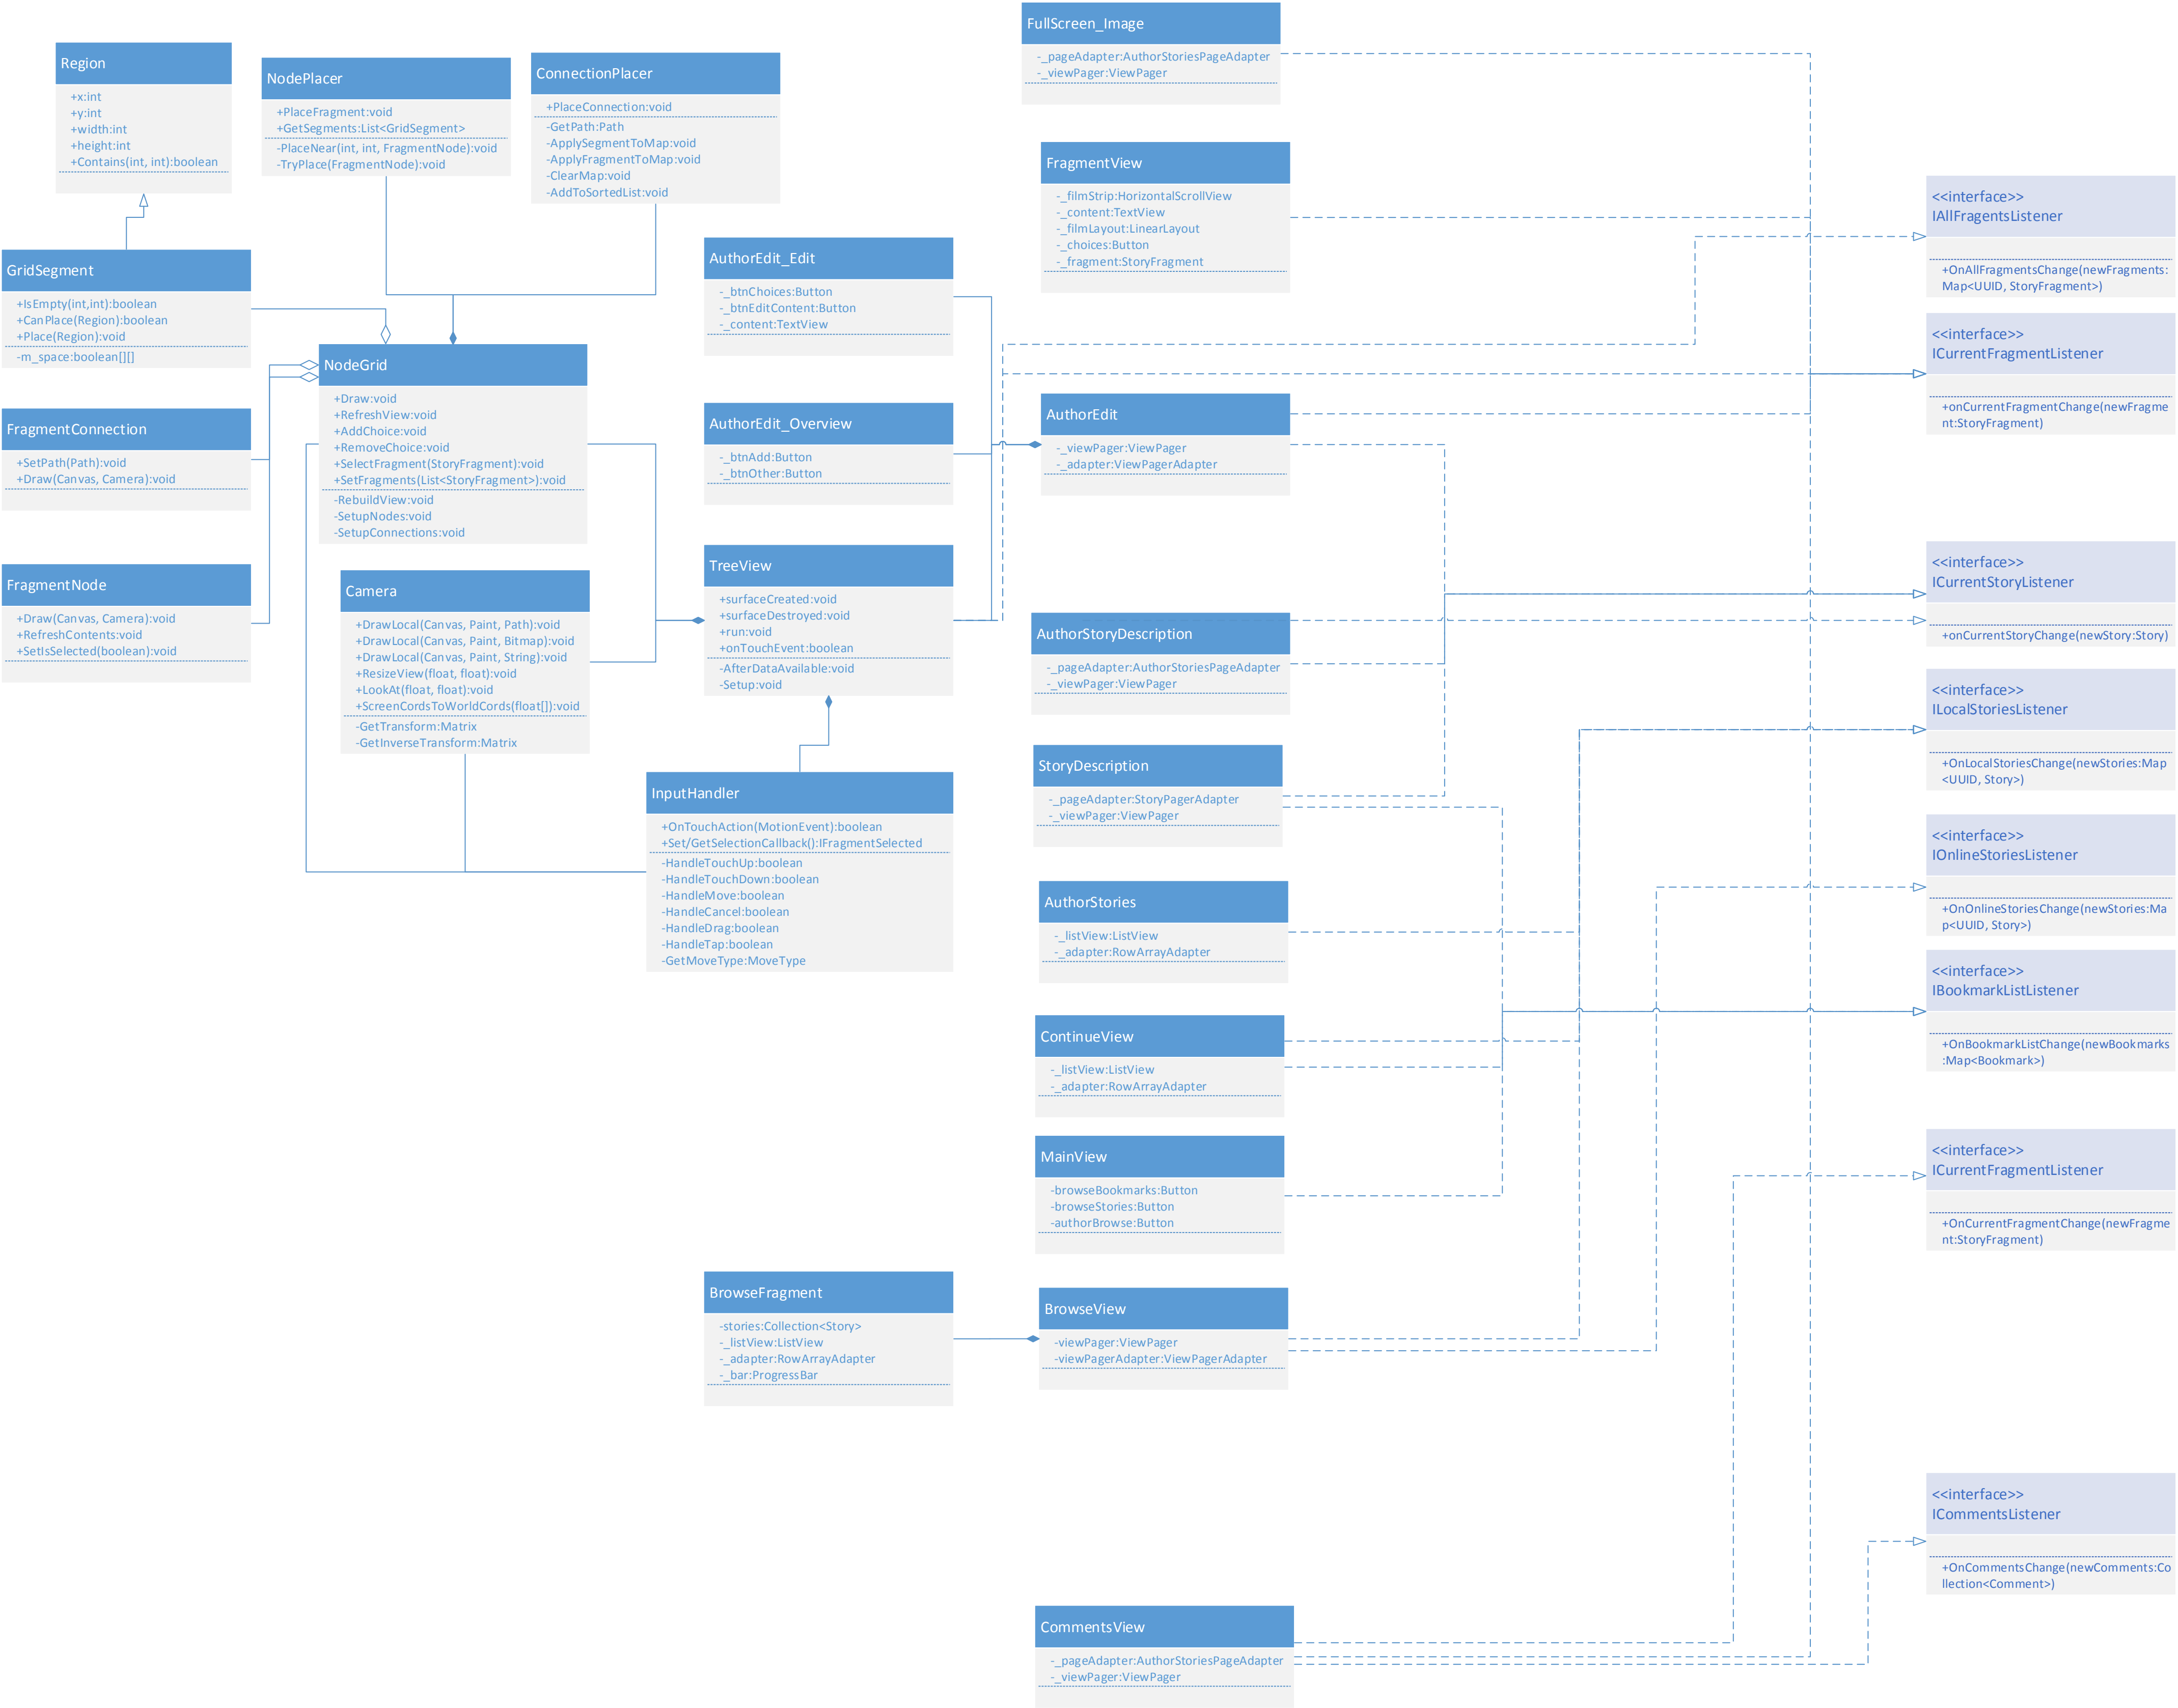 Region
+x:int
+y:int
+width:int
+height:int
+Contains(int, int):boolean
NodePlacer
+PlaceFragment:void
+GetSegments:List<GridSegment>
-PlaceNear(int, int, FragmentNode):void
-TryPlace(FragmentNode):void
ConnectionPlacer
+PlaceConnection:void
-GetPath:Path
-ApplySegmentToMap:void
-ApplyFragmentToMap:void
-ClearMap:void
-AddToSortedList:void
GridSegment
+IsEmpty(int,int):boolean
+CanPlace(Region):boolean
+Place(Region):void
-m_space:boolean[][]
NodeGrid
+Draw:void
+RefreshView:void
+AddChoice:void
+RemoveChoice:void
+SelectFragment(StoryFragment):void
+SetFragments(List<StoryFragment>):void
-RebuildView:void
-SetupNodes:void
-SetupConnections:void
FragmentConnection
+SetPath(Path):void
+Draw(Canvas, Camera):void
FragmentNode
+Draw(Canvas, Camera):void
+RefreshContents:void
+SetIsSelected(boolean):void
Camera
+DrawLocal(Canvas, Paint, Path):void
+DrawLocal(Canvas, Paint, Bitmap):void
+DrawLocal(Canvas, Paint, String):void
+ResizeView(float, float):void
+LookAt(float, float):void
+ScreenCordsToWorldCords(float[]):void
-GetTransform:Matrix
-GetInverseTransform:Matrix
AuthorEdit_Edit
-_btnChoices:Button
-_btnEditContent:Button
-_content:TextView
AuthorEdit_Overview
-_btnAdd:Button
-_btnOther:Button
TreeView
+surfaceCreated:void
+surfaceDestroyed:void
+run:void
+onTouchEvent:boolean
-AfterDataAvailable:void
-Setup:void
InputHandler
+OnTouchAction(MotionEvent):boolean
+Set/GetSelectionCallback():IFragmentSelected
-HandleTouchUp:boolean
-HandleTouchDown:boolean
-HandleMove:boolean
-HandleCancel:boolean
-HandleDrag:boolean
-HandleTap:boolean
-GetMoveType:MoveType
BrowseFragment
-stories:Collection<Story>
-_listView:ListView
-_adapter:RowArrayAdapter
-_bar:ProgressBar
FullScreen_Image
-_pageAdapter:AuthorStoriesPageAdapter
-_viewPager:ViewPager
FragmentView
-_filmStrip:HorizontalScrollView
-_content:TextView
-_filmLayout:LinearLayout
-_choices:Button
-_fragment:StoryFragment
AuthorEdit
-_viewPager:ViewPager
-_adapter:ViewPagerAdapter
AuthorStoryDescription
-_pageAdapter:AuthorStoriesPageAdapter
-_viewPager:ViewPager
StoryDescription
-_pageAdapter:StoryPagerAdapter
-_viewPager:ViewPager
AuthorStories
-_listView:ListView
-_adapter:RowArrayAdapter
ContinueView
-_listView:ListView
-_adapter:RowArrayAdapter
MainView
-browseBookmarks:Button
-browseStories:Button
-authorBrowse:Button
BrowseView
-viewPager:ViewPager
-viewPagerAdapter:ViewPagerAdapter
CommentsView
-_pageAdapter:AuthorStoriesPageAdapter
-_viewPager:ViewPager
<<interface>>
IAllFragentsListener
+OnAllFragmentsChange(newFragments:
Map<UUID, StoryFragment>)
<<interface>>
ICurrentFragmentListener
+onCurrentFragmentChange(newFragme
nt:StoryFragment)
<<interface>>
ICurrentStoryListener
+onCurrentStoryChange(newStory:Story)
<<interface>>
ILocalStoriesListener
+OnLocalStoriesChange(newStories:Map
<UUID, Story>)
<<interface>>
IOnlineStoriesListener
+OnOnlineStoriesChange(newStories:Ma
p<UUID, Story>)
<<interface>>
IBookmarkListListener
+OnBookmarkListChange(newBookmarks
:Map<Bookmark>)
<<interface>>
ICurrentFragmentListener
+OnCurrentFragmentChange(newFragme
nt:StoryFragment)
<<interface>>
ICommentsListener
+OnCommentsChange(newComments:Co
llection<Comment>)